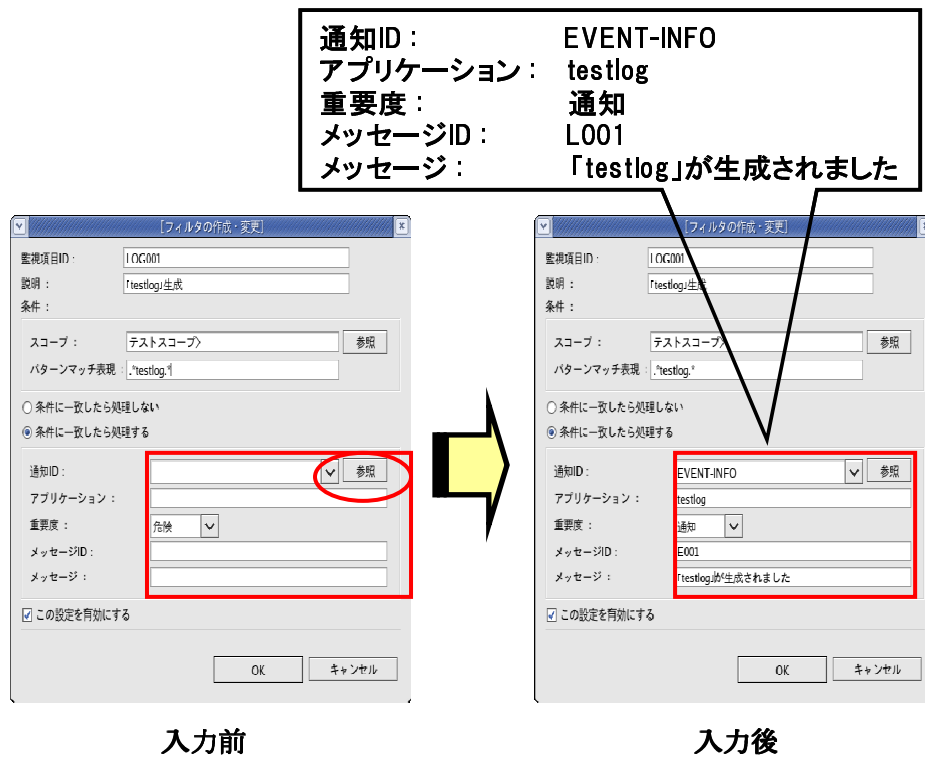 通知ID： EVENT-INFO
アプリケーション： testlog
重要度： 通知
メッセージID： L001
メッセージ： 「testlog」が生成されました
[フィルタの作成・変更]
監視項目ID： LOG001
説明： 「testlog」生成
条件：
スコープ： テストスコープ〉 参照
パターンマッチ表現： .*testlog.*
条件に一致したら処理しない
条件に一致したら処理する
通知ID： 参照
アプリケーション：
重要度： 危険
メッセージID：
メッセージ：
この設定を有効にする
OK キャンセル
入力前
[フィルタの作成・変更]
監視項目ID： LOG001
説明： 「testlog」生成
条件：
スコープ： テストスコープ〉 参照
パターンマッチ表現： .*testlog.*
条件に一致したら処理しない
条件に一致したら処理する
通知ID： EVENT-INFO 参照
アプリケーション： testlog
重要度： 通知
メッセージID： E001
メッセージ： 「testlog」が生成されました
この設定を有効にする
OK キャンセル
入力後